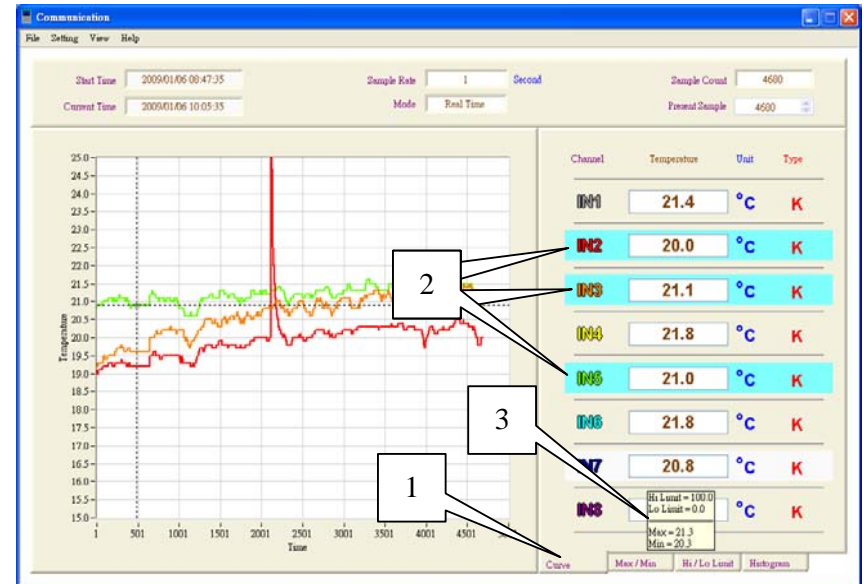 Communication
File Setting View Help
Start Time 2009/01/06 08:47:35 Sample Rate 1 Second Sample Count 4680
Current Time 2009/01/06 10:05:35 Mode Real Time Present Sample 4680
Channel Temperature Unit Type
IN1 21.4 °C K
IN2 20.0 °C K
IN3 21.1 °C K
IN4 21.8 °C K
IN5 21.0 °C K
IN6 21.8 °C K
IN7 20.8 °C K
IN8 °C K
Hi Limit = 100.0
Lo Limit = 0.0
Max = 21.3
Min = 20.3
25.0
24.5
24.0
23.5
23.0
22.5
22.0
21.5
21.0
20.5
20.0
19.5
19.0
18.5
18.0
17.5
17.0
16.5
16.0
15.5
15.0
Temperature
1 501 1001 1501 2001 2501 3001 3501 4001 4501
Time
2
3
1
Curve Max / Min Hi / Lo Limit Histogram